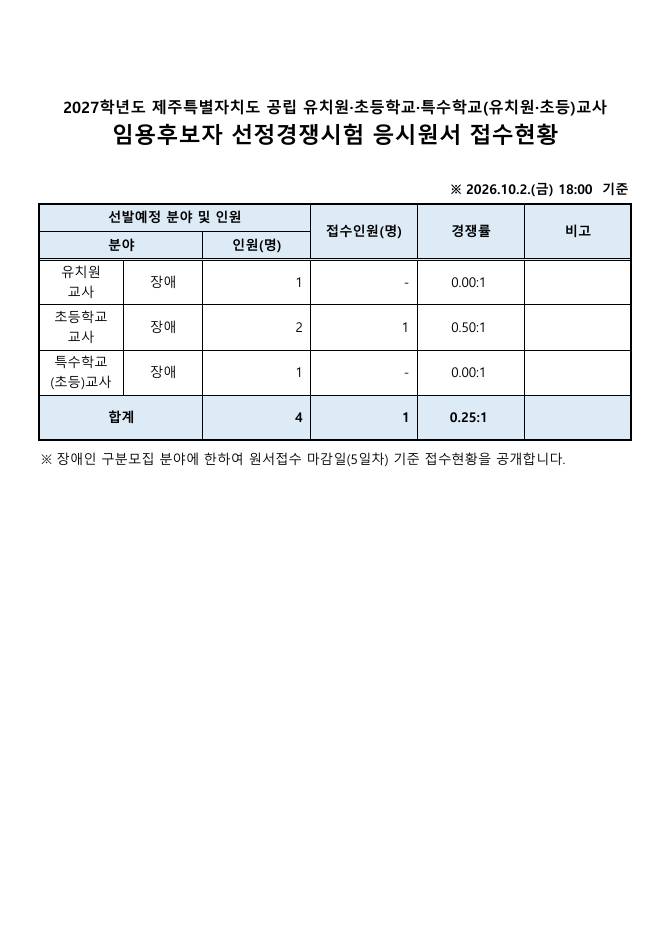 2027학년도 제주특별자치도 공립 유치원·초등학교·특수학교(유치원·초등)교사
임용후보자 선정경쟁시험 응시원서 접수현황
※ 2026.10.2.(금) 18:00 기준
선발예정 분야 및 인원
접수인원(명)
경쟁률
비고
분야
인원(명)
유치원
교사
장애
1
-
0.00:1
초등학교
교사
장애
2
1
0.50:1
특수학교
(초등)교사
장애
1
-
0.00:1
합계
4
1
0.25:1
※ 장애인 구분모집 분야에 한하여 원서접수 마감일(5일차) 기준 접수현황을 공개합니다.